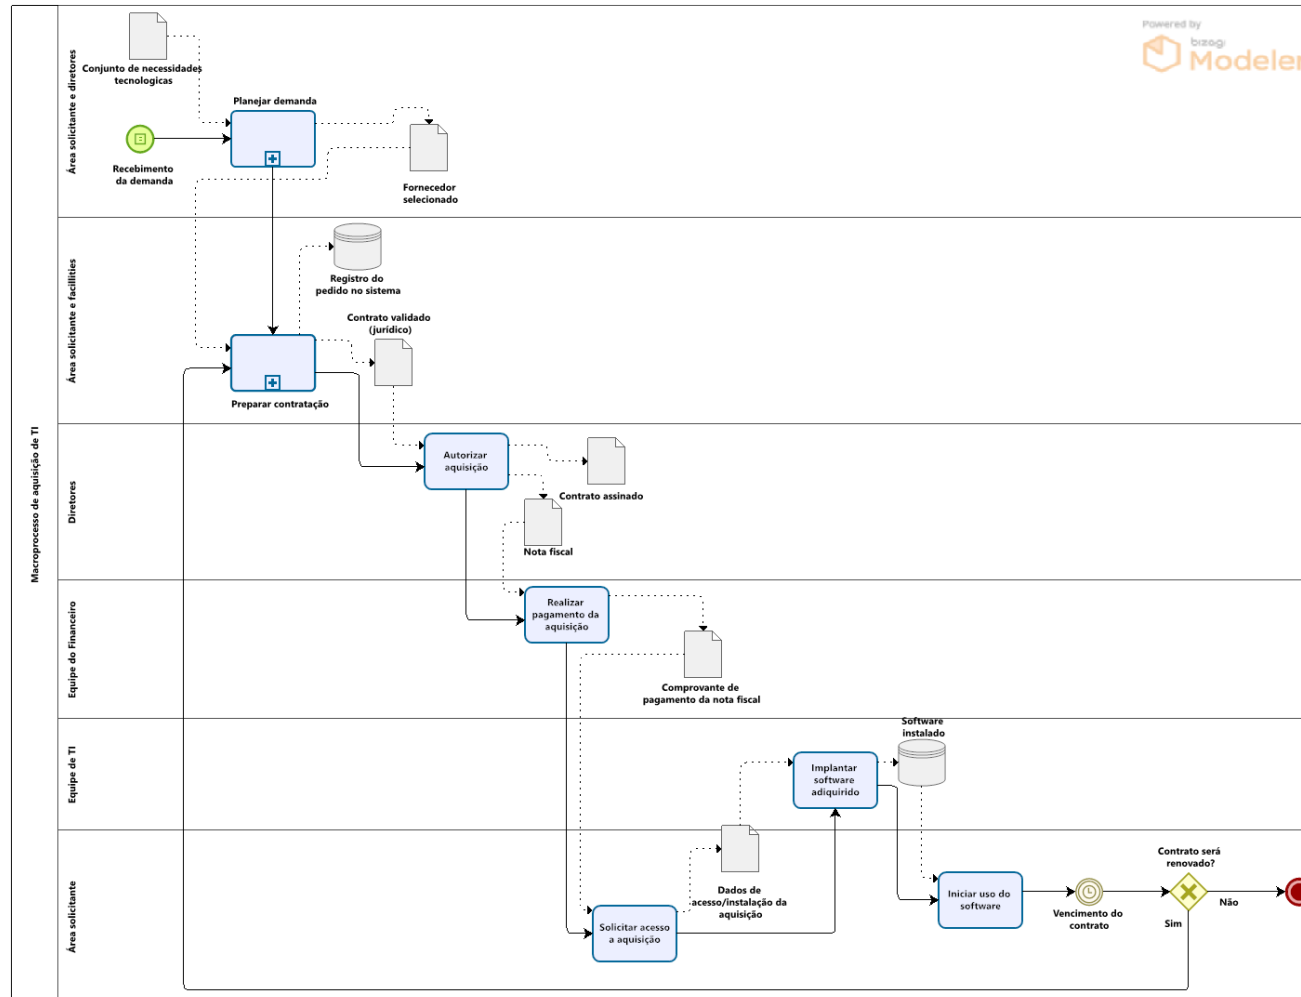 Powered by
bizagi
Modeler
Macroprocesso de aquisição de TI
Área solicitante e diretores
Conjunto de necessidades
tecnologicas
Planejar demanda
Recebimento
da demanda
Fornecedor
selecionado
Área solicitante e facillities
Registro do
pedido no sistema
Contrato validado
(jurídico)
Preparar contratação
Diretores
Autorizar
aquisição
Contrato assinado
Nota fiscal
Equipe do Financeiro
Realizar
pagamento da
aquisição
Comprovante de
pagamento da nota fiscal
Equipe de TI
Software
instalado
Implantar
software
adiquirido
Área solicitante
Dados de
acesso/instalação da
aquisição
Solicitar acesso
a aquisição
Iniciar uso do
software
Vencimento do
contrato
Contrato será
renovado?
Não
Sim